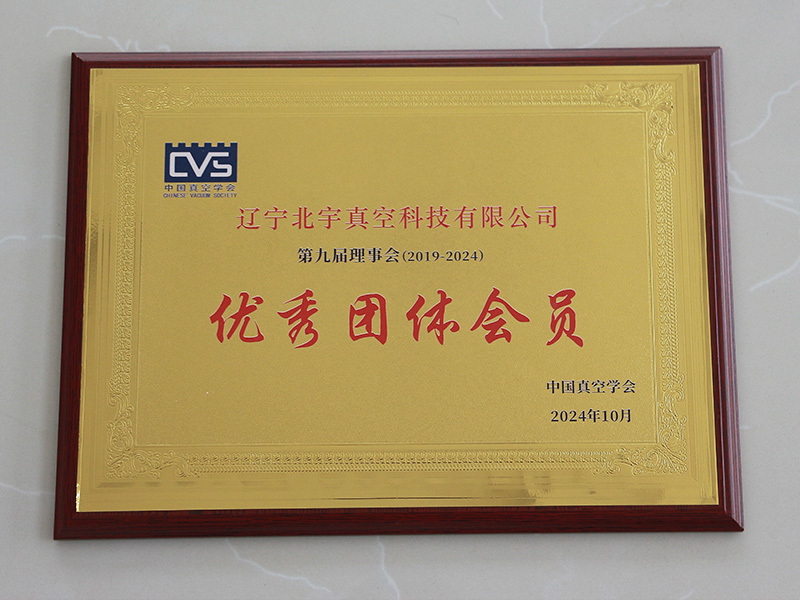 CVS
中国真空学会
CHINESE VACUUM SOCIETY
辽宁北宇真空科技有限公司
第九届理事会(2019-2024)
优秀团体会员
中国真空学会
2024年10月